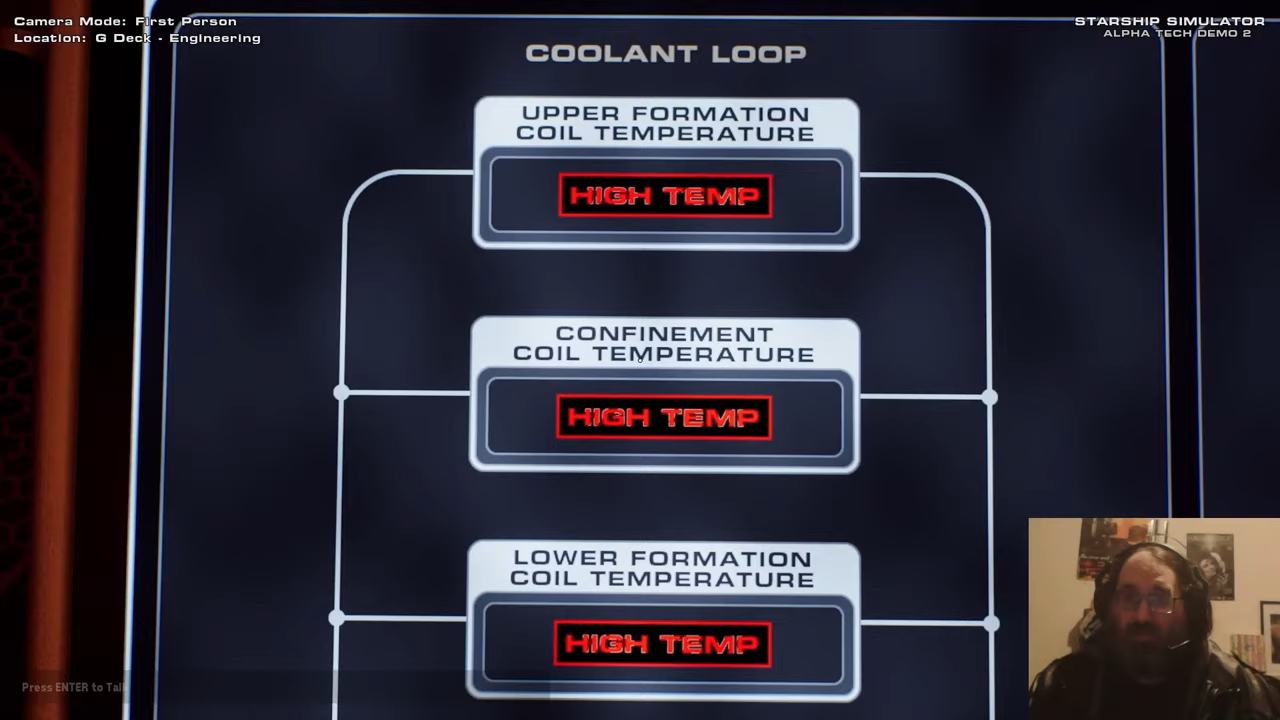 Camera Mode: First Person
Location: G Deck - Engineering
STARSHIP SIMULATOR
ALPHA TECH DEMO 2
COOLANT LOOP
UPPER FORMATION
COIL TEMPERATURE
HIGH TEMP
CONFINEMENT
COIL TEMPERATURE
HIGH TEMP
LOWER FORMATION
COIL TEMPERATURE
HIGH TEMP
Press ENTER to Talk